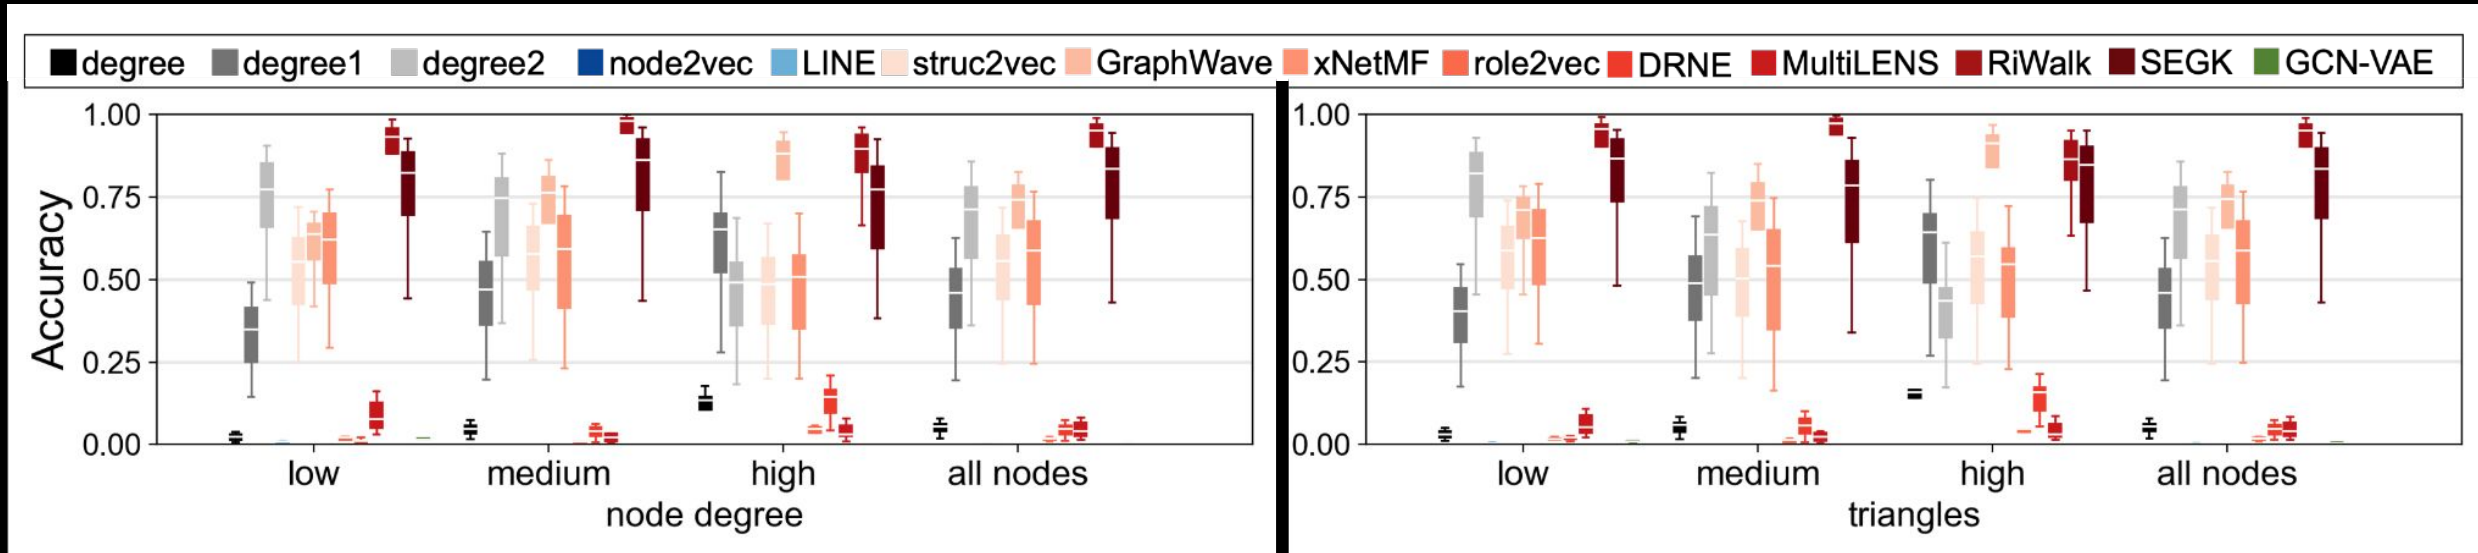 degree degree1 degree2 node2vec LINE struc2vec GraphWave xNetMF role2vec DRNE MultiLENS RiWalk SEGK GCN-VAE
Accuracy
1.00
0.75
0.50
0.25
0.00
low medium high all nodes
node degree
1.00
0.75
0.50
0.25
0.00
low medium high all nodes
triangles